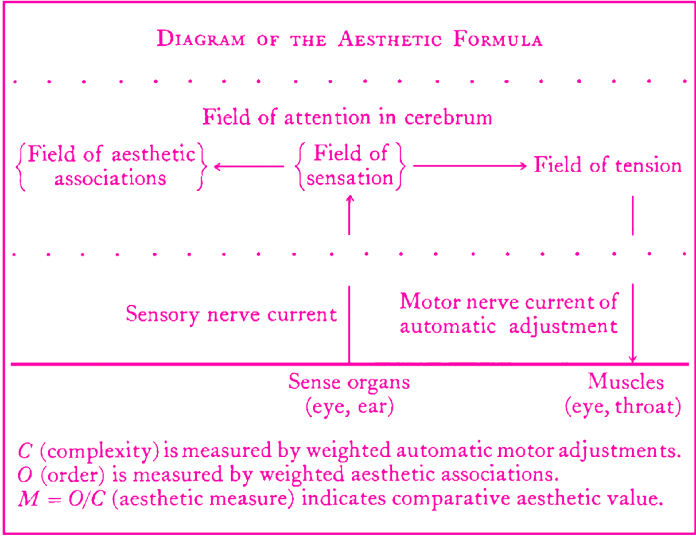 DIAGRAM OF THE AESTHETIC FORMULA
Field of attention in cerebrum
Field of aesthetic
associations
Field of
sensation
Field of tension
Sensory nerve current
Motor nerve current of
automatic adjustment
Sense organs
(eye, ear)
Muscles
(eye, throat)
C (complexity) is measured by weighted automatic motor adjustments.
O (order) is measured by weighted aesthetic associations.
M = O/C (aesthetic measure) indicates comparative aesthetic value.